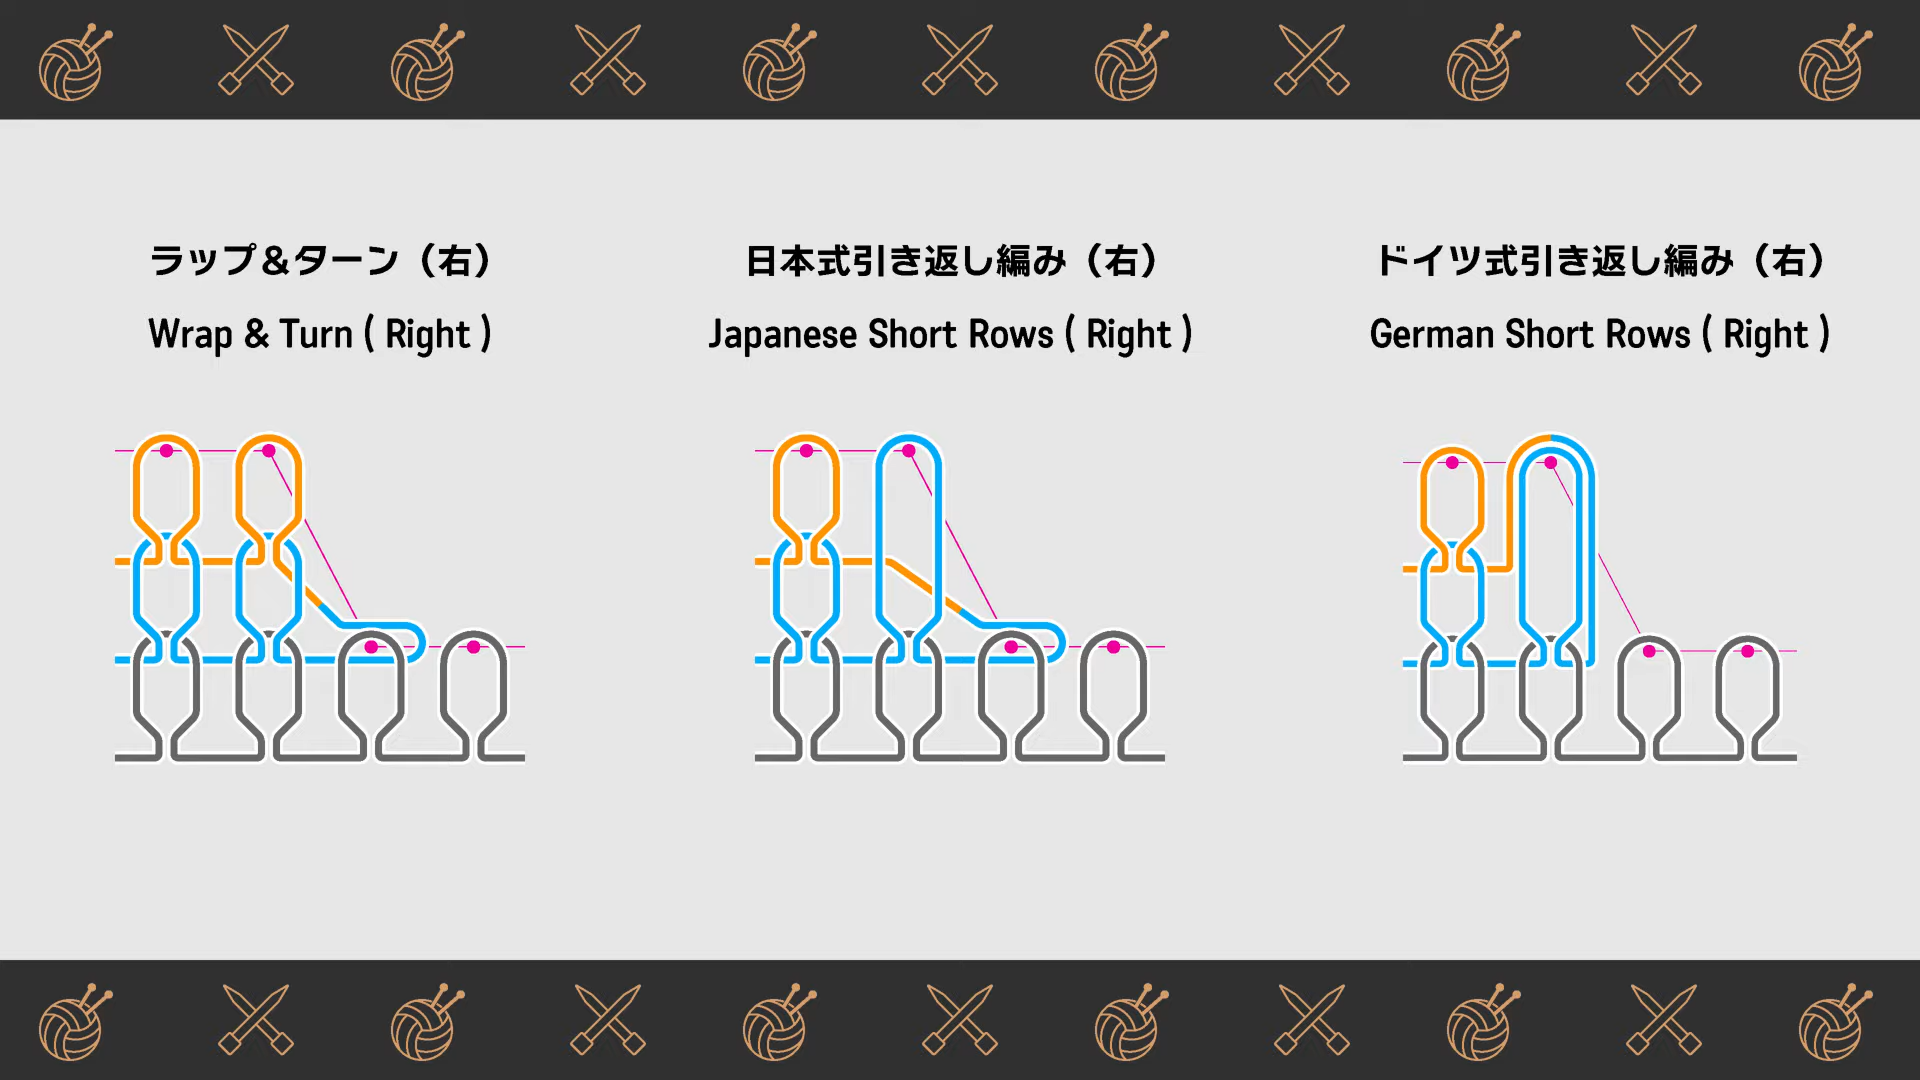 ラップ＆ターン（右）
Wrap & Turn ( Right )
日本式引き返し編み（右）
Japanese Short Rows ( Right )
ドイツ式引き返し編み（右）
German Short Rows ( Right )